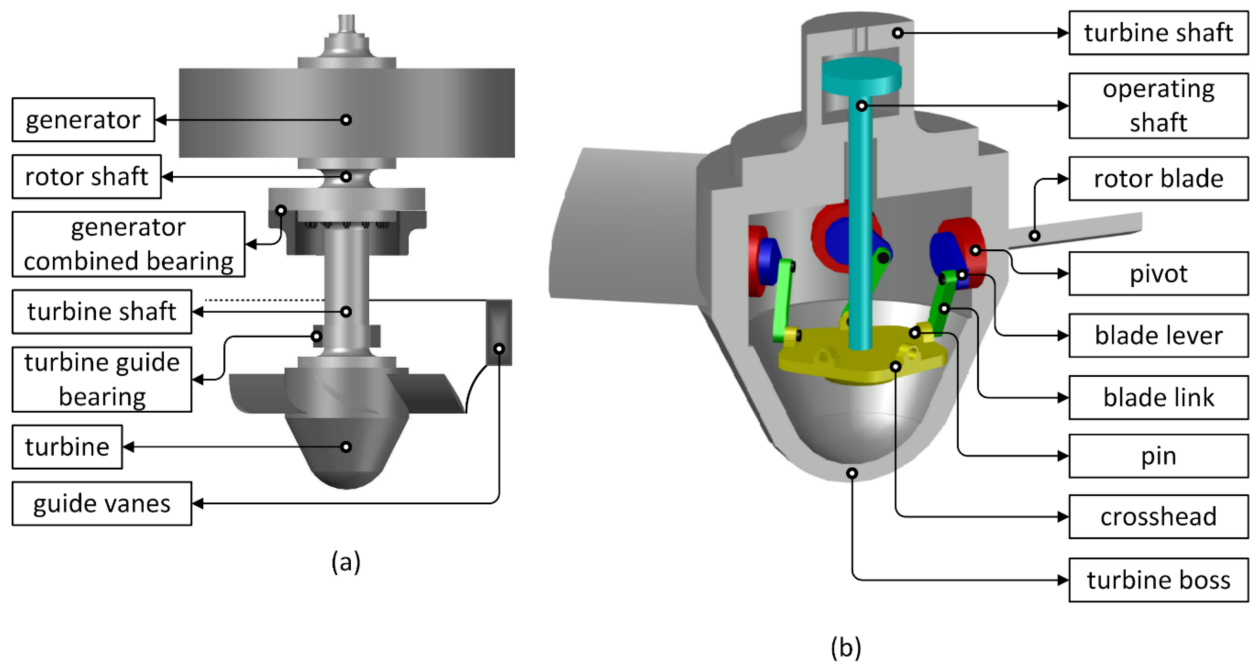 generator
rotor shaft
generator
combined bearing
turbine shaft
turbine guide
bearing
turbine
guide vanes
(a)
turbine shaft
operating
shaft
rotor blade
pivot
blade lever
blade link
pin
crosshead
turbine boss
(b)